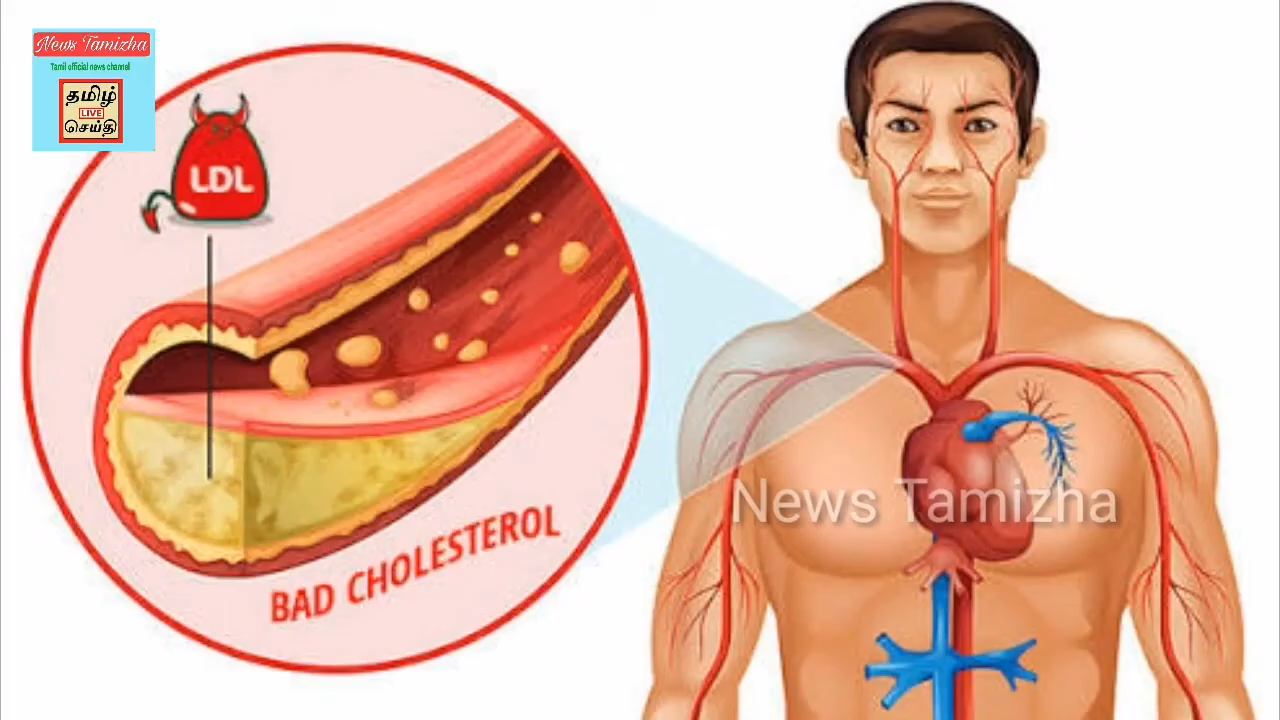 News Tamizha
Tamil official news channel
தமிழ்
LIVE
செய்தி
LDL
BAD CHOLESTEROL
News Tamizha